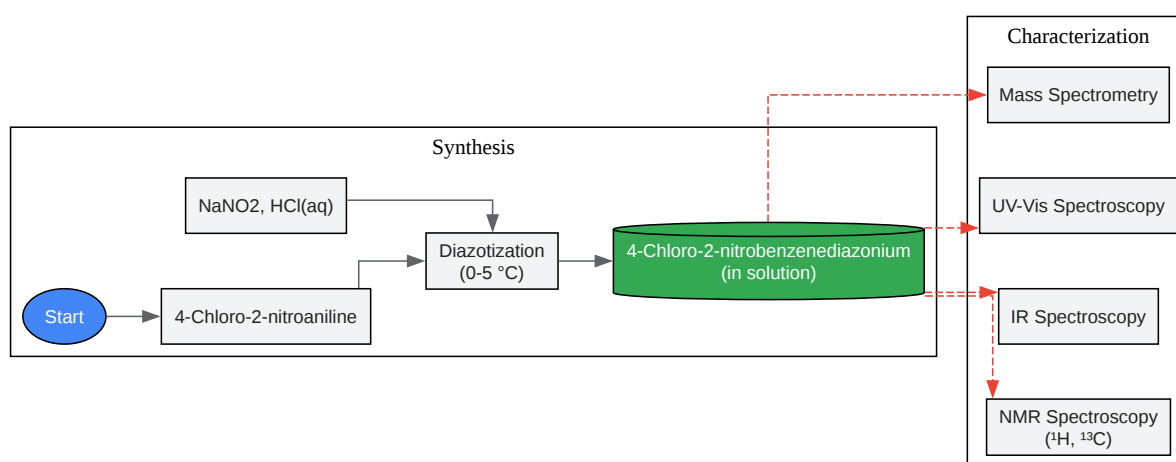 Characterization
Mass Spectrometry
Synthesis
NaNO2, HCl(aq)
UV-Vis Spectroscopy
Diazotization
(0-5 °C)
4-Chloro-2-nitrobenzenediazonium
(in solution)
Start
4-Chloro-2-nitroaniline
IR Spectroscopy
NMR Spectroscopy
(¹H, ¹³C)